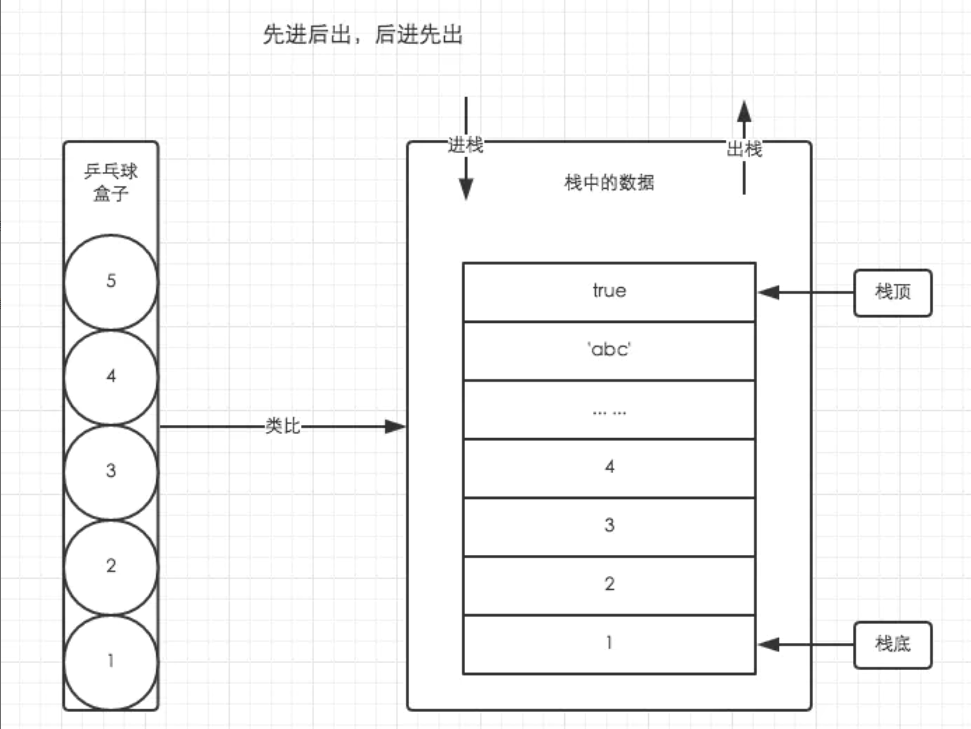 先进后出，后进先出
进栈
出栈
乒乓球
盒子
栈中的数据
5
4
3
2
1
类比
true
'abc'
... ...
4
3
2
1
栈顶
栈底